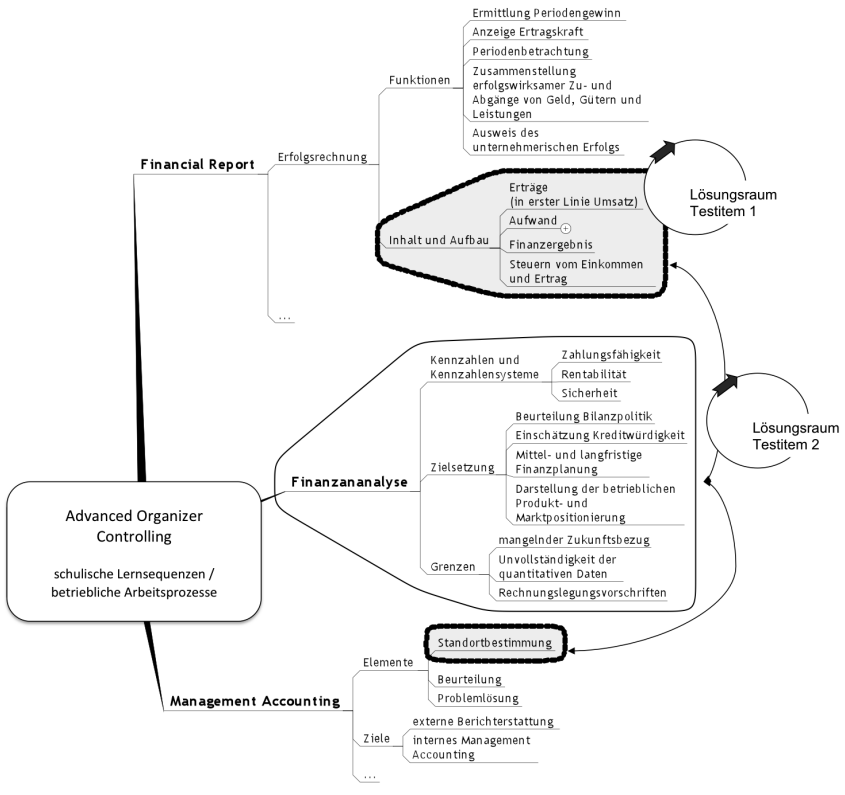 Ermittlung Periodengewinn
Anzeige Ertragskraft
Periodenbetrachtung
Funktionen
Zusammenstellung
erfolgswirksamer Zu- und
Abgänge von Geld, Gütern und
Leistungen
Ausweis des
unternehmerischen Erfolgs
Financial Report
Erfolgsrechnung
Erträge
(in erster Linie Umsatz)
Aufwand
Inhalt und Aufbau
Finanzergebnis
Steuern vom Einkommen
und Ertrag
...
Lösungsraum
Testitem 1
Kennzahlen und
Kennzahlensysteme
Zahlungsfähigkeit
Rentabilität
Sicherheit
Beurteilung Bilanzpolitik
Einschätzung Kreditwürdigkeit
Zielsetzung
Mittel- und langfristige
Finanzplanung
Darstellung der betrieblichen
Produkt- und
Marktpositionierung
Finanzananalyse
mangelnder Zukunftsbezug
Grenzen
Unvollständigkeit der
quantitativen Daten
Rechnungslegungsvorschriften
Lösungsraum
Testitem 2
Advanced Organizer
Controlling
schulische Lernsequenzen /
betriebliche Arbeitsprozesse
Standortbestimmung
Elemente
Beurteilung
Problemlösung
Management Accounting
externe Berichterstattung
Ziele
internes Management
Accounting
...